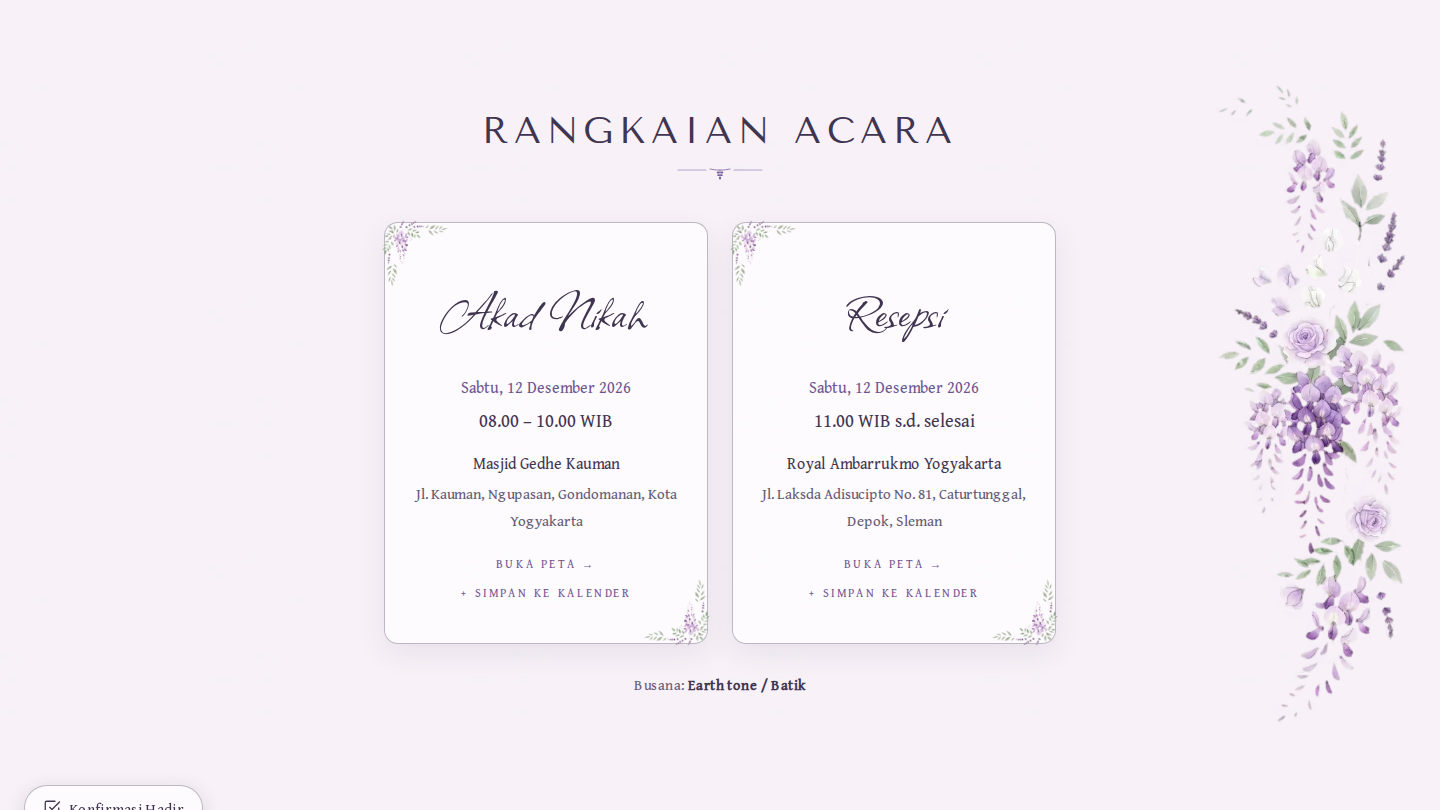 RANGKAIAN ACARA
Akad Nikah
Sabtu, 12 Desember 2026
08.00 – 10.00 WIB
Masjid Gedhe Kauman
Jl. Kauman, Ngupasan, Gondomanan, Kota
Yogyakarta
BUKA PETA →
+ SIMPAN KE KALENDER
Resepsi
Sabtu, 12 Desember 2026
11.00 WIB s.d. selesai
Royal Ambarrukmo Yogyakarta
Jl. Laksda Adisucipto No. 81, Caturtunggal,
Depok, Sleman
BUKA PETA →
+ SIMPAN KE KALENDER
Busana: Earth tone / Batik
Konfirmasi Hadir